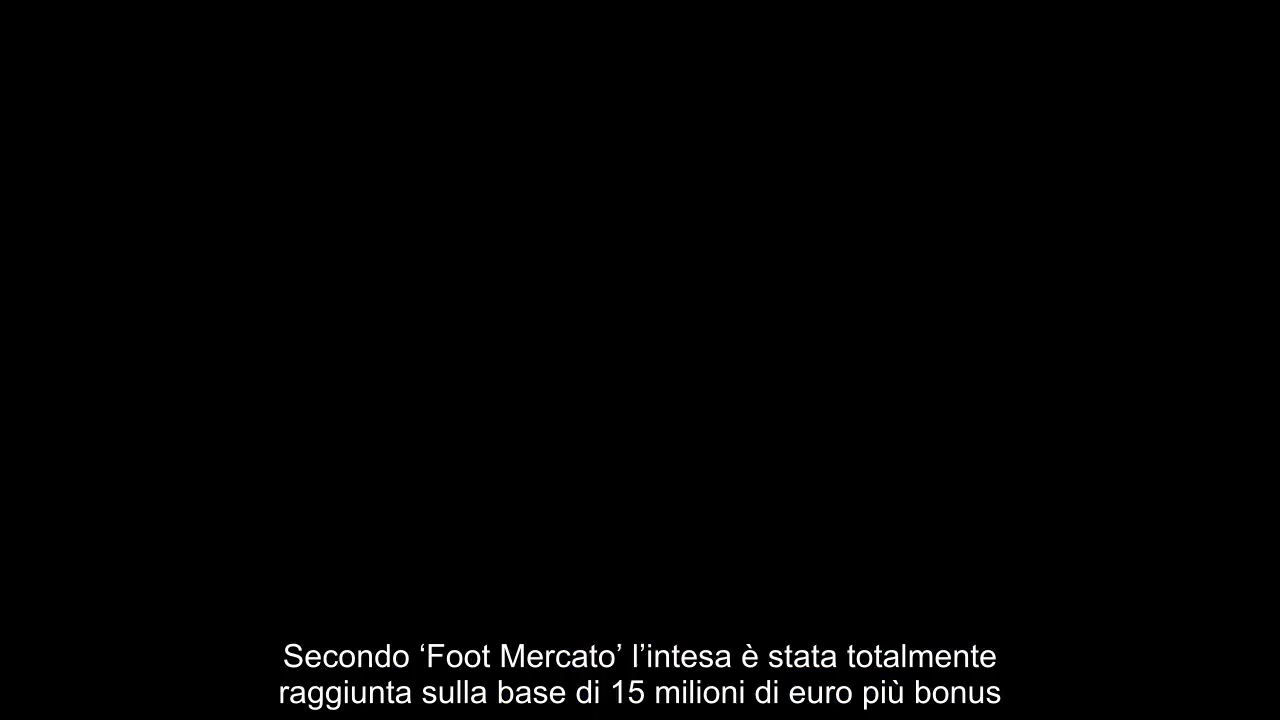 Secondo ‘Foot Mercato’ l’intesa è stata totalmente
raggiunta sulla base di 15 milioni di euro più bonus